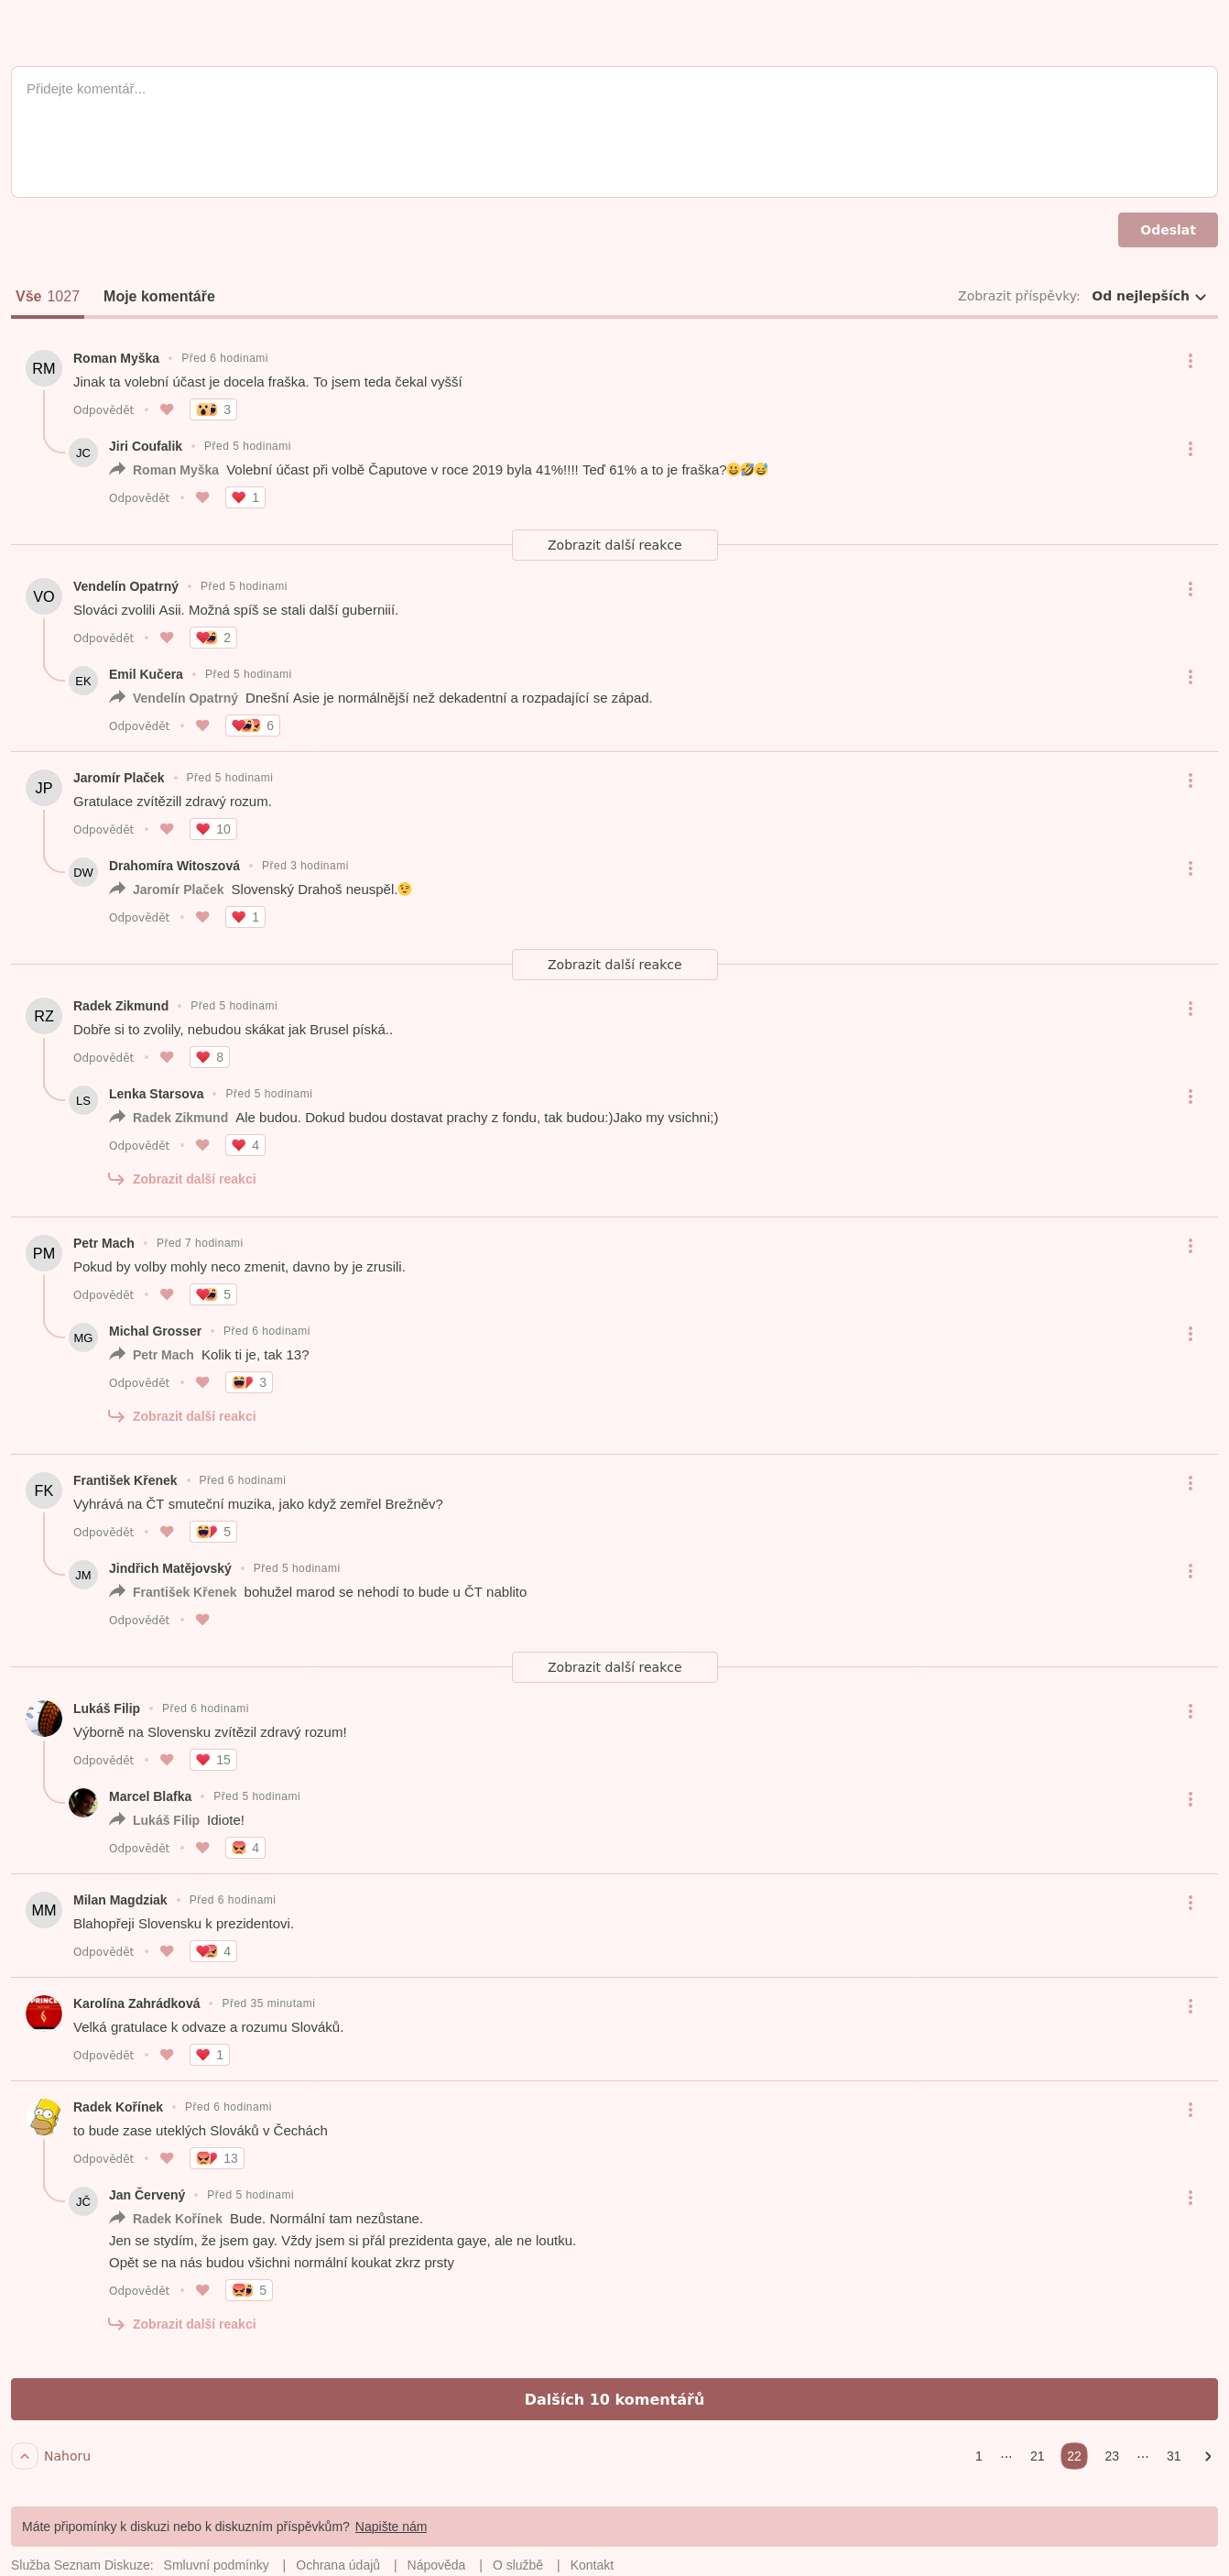 Přidejte komentář...
Odeslat
Vše 1027 Moje komentáře Zobrazit příspěvky: Od nejlepších
RM Roman Myška • Před 6 hodinami
Jinak ta volební účast je docela fraška. To jsem teda čekal vyšší
Odpovědět • 3
JC Jiri Coufalik • Před 5 hodinami
Roman Myška Volební účast při volbě Čaputove v roce 2019 byla 41%!!!! Teď 61% a to je fraška?😀🤣😅
Odpovědět • 1
Zobrazit další reakce
VO Vendelín Opatrný • Před 5 hodinami
Slováci zvolili Asii. Možná spíš se stali další guberniií.
Odpovědět • 2
EK Emil Kučera • Před 5 hodinami
Vendelín Opatrný Dnešní Asie je normálnější než dekadentní a rozpadající se západ.
Odpovědět • 6
JP Jaromír Plaček • Před 5 hodinami
Gratulace zvítězill zdravý rozum.
Odpovědět • 10
DW Drahomíra Witoszová • Před 3 hodinami
Jaromír Plaček Slovenský Drahoš neuspěl.😉
Odpovědět • 1
Zobrazit další reakce
RZ Radek Zikmund • Před 5 hodinami
Dobře si to zvolily, nebudou skákat jak Brusel píská..
Odpovědět • 8
LS Lenka Starsova • Před 5 hodinami
Radek Zikmund Ale budou. Dokud budou dostavat prachy z fondu, tak budou:)Jako my vsichni;)
Odpovědět • 4
Zobrazit další reakci
PM Petr Mach • Před 7 hodinami
Pokud by volby mohly neco zmenit, davno by je zrusili.
Odpovědět • 5
MG Michal Grosser • Před 6 hodinami
Petr Mach Kolik ti je, tak 13?
Odpovědět • 3
Zobrazit další reakci
FK František Křenek • Před 6 hodinami
Vyhrává na ČT smuteční muzika, jako když zemřel Brežněv?
Odpovědět • 5
JM Jindřich Matějovský • Před 5 hodinami
František Křenek bohužel marod se nehodí to bude u ČT nablito
Odpovědět •
Zobrazit další reakce
Lukáš Filip • Před 6 hodinami
Výborně na Slovensku zvítězil zdravý rozum!
Odpovědět • 15
Marcel Blafka • Před 5 hodinami
Lukáš Filip Idiote!
Odpovědět • 4
MM Milan Magdziak • Před 6 hodinami
Blahopřeji Slovensku k prezidentovi.
Odpovědět • 4
PRINCE Karolína Zahrádková • Před 35 minutami
Velká gratulace k odvaze a rozumu Slováků.
Odpovědět • 1
Radek Kořínek • Před 6 hodinami
to bude zase uteklých Slováků v Čechách
Odpovědět • 13
JČ Jan Červený • Před 5 hodinami
Radek Kořínek Bude. Normální tam nezůstane.
Jen se stydím, že jsem gay. Vždy jsem si přál prezidenta gaye, ale ne loutku.
Opět se na nás budou všichni normální koukat zkrz prsty
Odpovědět • 5
Zobrazit další reakci
Dalších 10 komentářů
Nahoru 1 ··· 21 22 23 ··· 31
Máte připomínky k diskuzi nebo k diskuzním příspěvkům? Napište nám
Služba Seznam Diskuze: Smluvní podmínky | Ochrana údajů | Nápověda | O službě | Kontakt